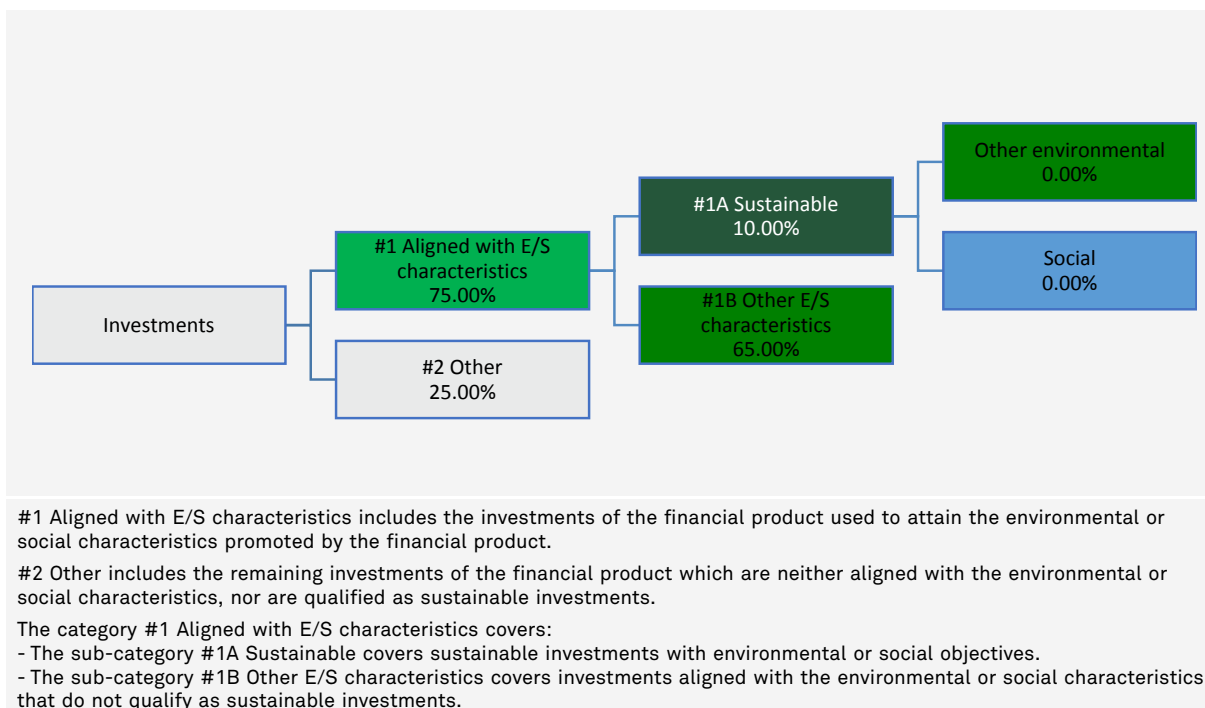 Investments
#1 Aligned with E/S
characteristics
75.00%
#2 Other
25.00%
#1A Sustainable
10.00%
#1B Other E/S
characteristics
65.00%
Other environmental
0.00%
Social
0.00%
#1 Aligned with E/S characteristics includes the investments of the financial product used to attain the environmental or
social characteristics promoted by the financial product.
#2 Other includes the remaining investments of the financial product which are neither aligned with the environmental or
social characteristics, nor are qualified as sustainable investments.
The category #1 Aligned with E/S characteristics covers:
- The sub-category #1A Sustainable covers sustainable investments with environmental or social objectives.
- The sub-category #1B Other E/S characteristics covers investments aligned with the environmental or social characteristics
that do not qualify as sustainable investments.